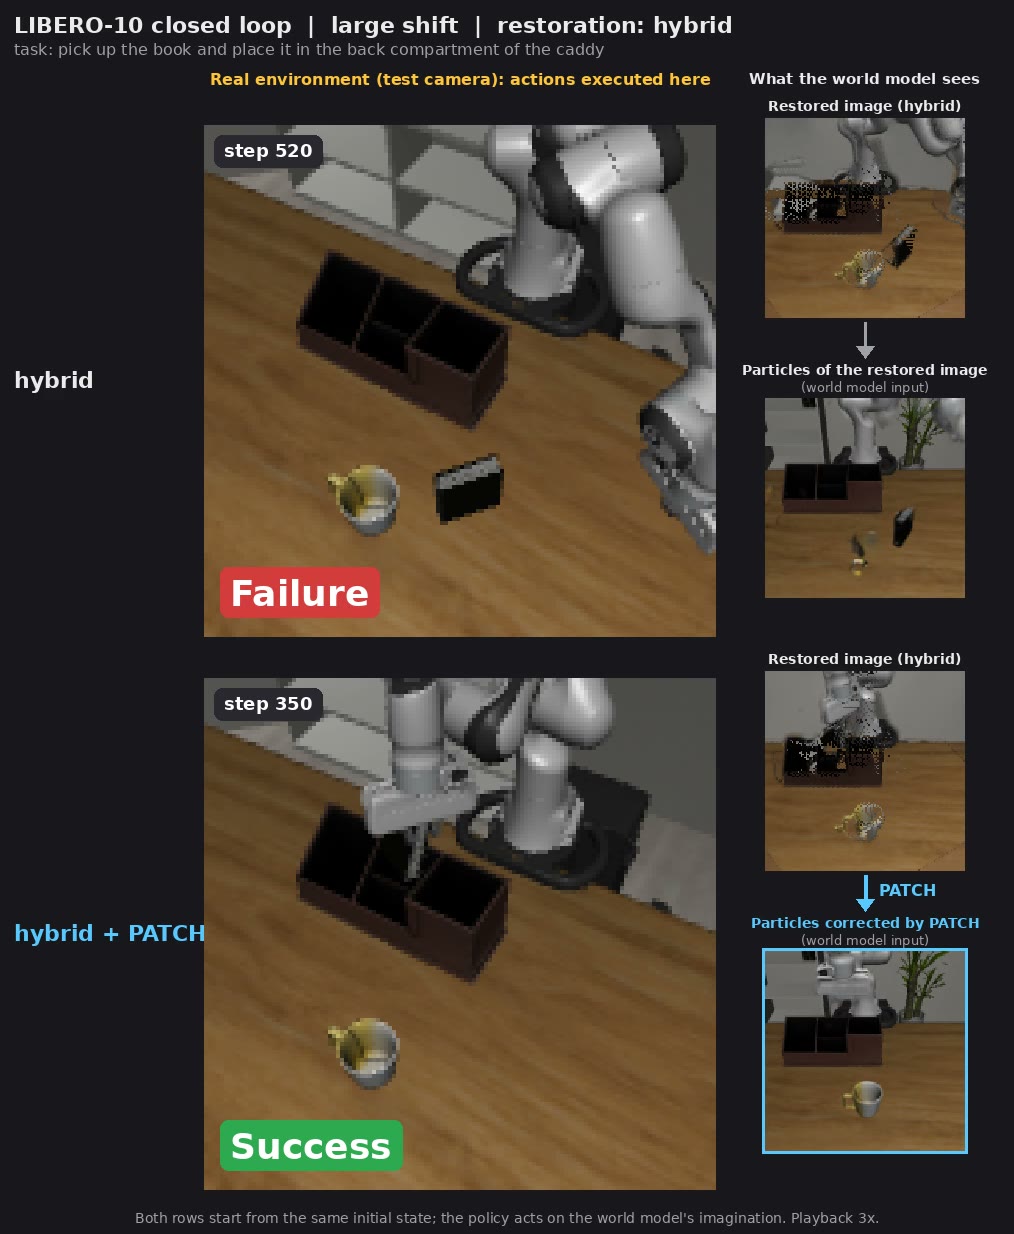 LIBERO-10 closed loop | large shift | restoration: hybrid
task: pick up the book and place it in the back compartment of the caddy
Real environment (test camera): actions executed here
What the world model sees
Restored image (hybrid)
step 520
hybrid
Particles of the restored image
(world model input)
Failure
Restored image (hybrid)
step 350
PATCH
hybrid + PATCH
Particles corrected by PATCH
(world model input)
Success
Both rows start from the same initial state; the policy acts on the world model's imagination. Playback 3x.